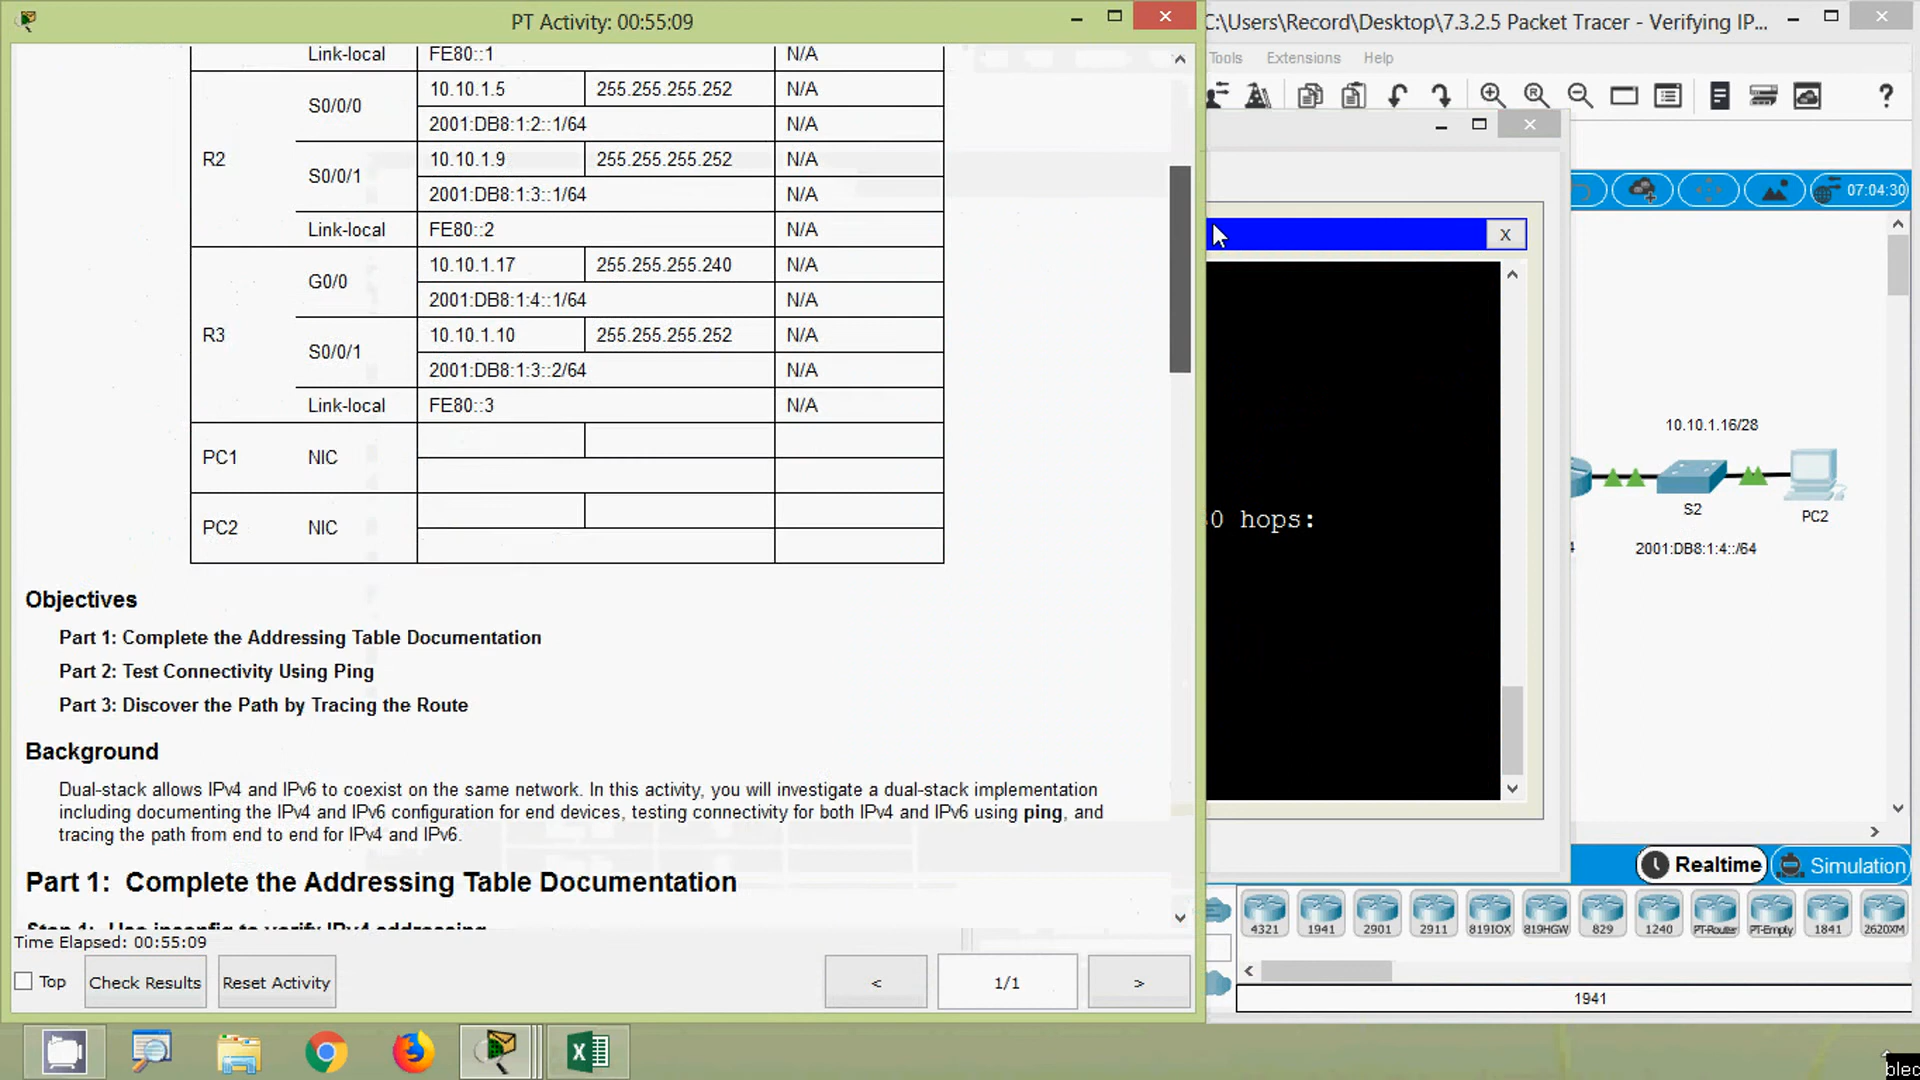 PT Activity: 00:55:09
C:\Users\Record\Desktop\7.3.2.5 Packet Tracer - Verifying IP...
Tools Extensions Help
Link-local FE80::1 N/A
R2 S0/0/0 10.10.1.5 255.255.255.252 N/A
2001:DB8:1:2::1/64 N/A
S0/0/1 10.10.1.9 255.255.255.252 N/A
2001:DB8:1:3::1/64 N/A
Link-local FE80::2 N/A
R3 G0/0 10.10.1.17 255.255.255.240 N/A
2001:DB8:1:4::1/64 N/A
S0/0/1 10.10.1.10 255.255.255.252 N/A
2001:DB8:1:3::2/64 N/A
Link-local FE80::3 N/A
PC1 NIC
PC2 NIC
Objectives
Part 1: Complete the Addressing Table Documentation
Part 2: Test Connectivity Using Ping
Part 3: Discover the Path by Tracing the Route
Background
Dual-stack allows IPv4 and IPv6 to coexist on the same network. In this activity, you will investigate a dual-stack implementation
including documenting the IPv4 and IPv6 configuration for end devices, testing connectivity for both IPv4 and IPv6 using ping, and
tracing the path from end to end for IPv4 and IPv6.
Part 1: Complete the Addressing Table Documentation
Step 1: Use ipconfig to verify IPv4 addressing
Time Elapsed: 00:55:09
Top Check Results Reset Activity < 1/1 >
X
0 hops:
07:04:30
10.10.1.16/28
S2
PC2
2001:DB8:1:4::/64
Realtime Simulation
4321 1941 2901 2911 819IOX 819HGW 829 1240 PT-Router PT-Empty 1841 2620XM
1941